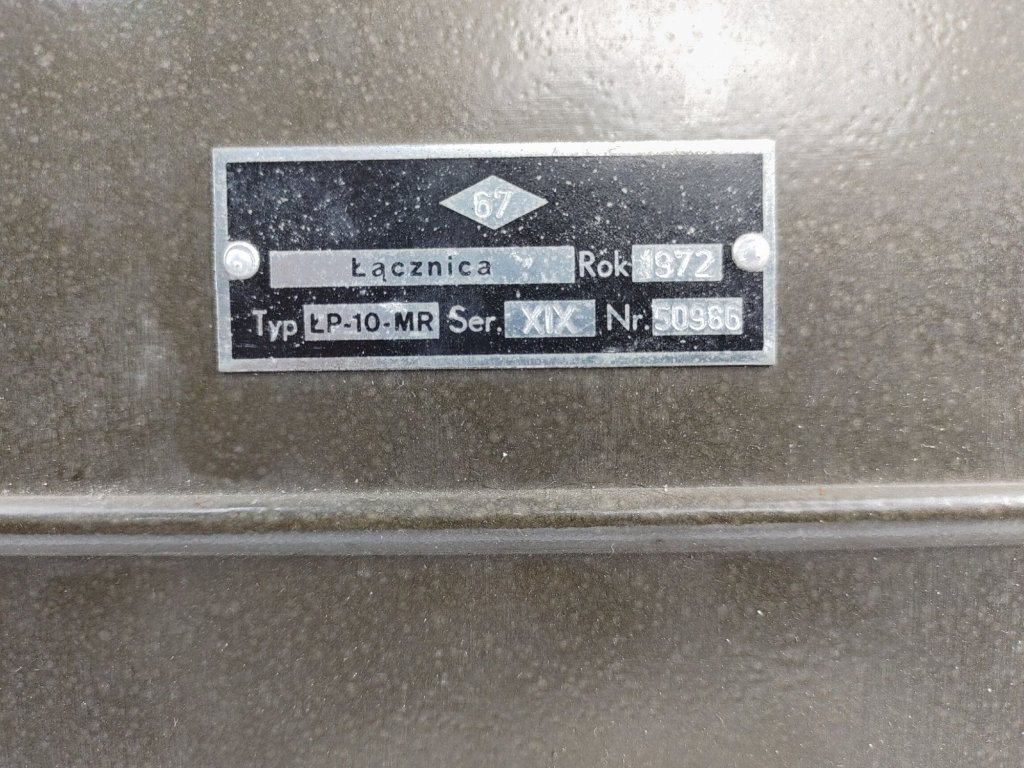 67
Łącznica Rok 1972
Typ ŁP-10-MR Ser. XIX Nr. 50966